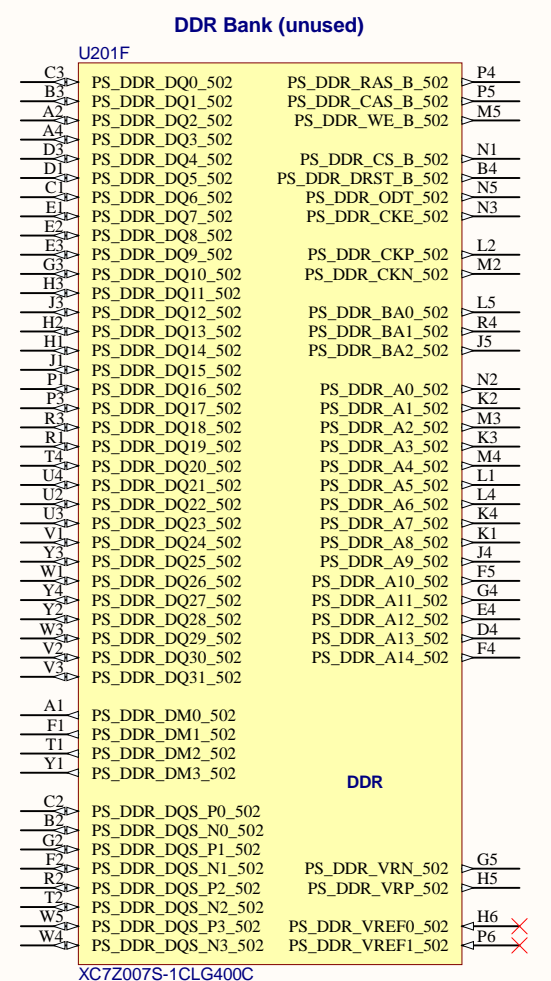 DDR Bank (unused)
U201F
C3 PS_DDR_DQ0_502 PS_DDR_RAS_B_502 P4
B3 PS_DDR_DQ1_502 PS_DDR_CAS_B_502 P5
A2 PS_DDR_DQ2_502 PS_DDR_WE_B_502 M5
A4 PS_DDR_DQ3_502
D3 PS_DDR_DQ4_502 PS_DDR_CS_B_502 N1
D1 PS_DDR_DQ5_502 PS_DDR_DRST_B_502 B4
C1 PS_DDR_DQ6_502 PS_DDR_ODT_502 N5
E1 PS_DDR_DQ7_502 PS_DDR_CKE_502 N3
E2 PS_DDR_DQ8_502
E3 PS_DDR_DQ9_502 PS_DDR_CKP_502 L2
G3 PS_DDR_DQ10_502 PS_DDR_CKN_502 M2
H3 PS_DDR_DQ11_502
J3 PS_DDR_DQ12_502 PS_DDR_BA0_502 L5
H2 PS_DDR_DQ13_502 PS_DDR_BA1_502 R4
H1 PS_DDR_DQ14_502 PS_DDR_BA2_502 J5
J1 PS_DDR_DQ15_502
P1 PS_DDR_DQ16_502 PS_DDR_A0_502 N2
P3 PS_DDR_DQ17_502 PS_DDR_A1_502 K2
R3 PS_DDR_DQ18_502 PS_DDR_A2_502 M3
R1 PS_DDR_DQ19_502 PS_DDR_A3_502 K3
T4 PS_DDR_DQ20_502 PS_DDR_A4_502 M4
U4 PS_DDR_DQ21_502 PS_DDR_A5_502 L1
U2 PS_DDR_DQ22_502 PS_DDR_A6_502 L4
U3 PS_DDR_DQ23_502 PS_DDR_A7_502 K4
V1 PS_DDR_DQ24_502 PS_DDR_A8_502 K1
Y3 PS_DDR_DQ25_502 PS_DDR_A9_502 J4
W1 PS_DDR_DQ26_502 PS_DDR_A10_502 F5
Y4 PS_DDR_DQ27_502 PS_DDR_A11_502 G4
Y2 PS_DDR_DQ28_502 PS_DDR_A12_502 E4
W3 PS_DDR_DQ29_502 PS_DDR_A13_502 D4
V2 PS_DDR_DQ30_502 PS_DDR_A14_502 F4
V3 PS_DDR_DQ31_502
A1 PS_DDR_DM0_502
F1 PS_DDR_DM1_502
T1 PS_DDR_DM2_502
Y1 PS_DDR_DM3_502
DDR
C2 PS_DDR_DQS_P0_502
B2 PS_DDR_DQS_N0_502
G2 PS_DDR_DQS_P1_502
F2 PS_DDR_DQS_N1_502 PS_DDR_VRN_502 G5
R2 PS_DDR_DQS_P2_502 PS_DDR_VRP_502 H5
T2 PS_DDR_DQS_N2_502
W5 PS_DDR_DQS_P3_502 PS_DDR_VREF0_502 H6
W4 PS_DDR_DQS_N3_502 PS_DDR_VREF1_502 P6
XC7Z007S-1CLG400C